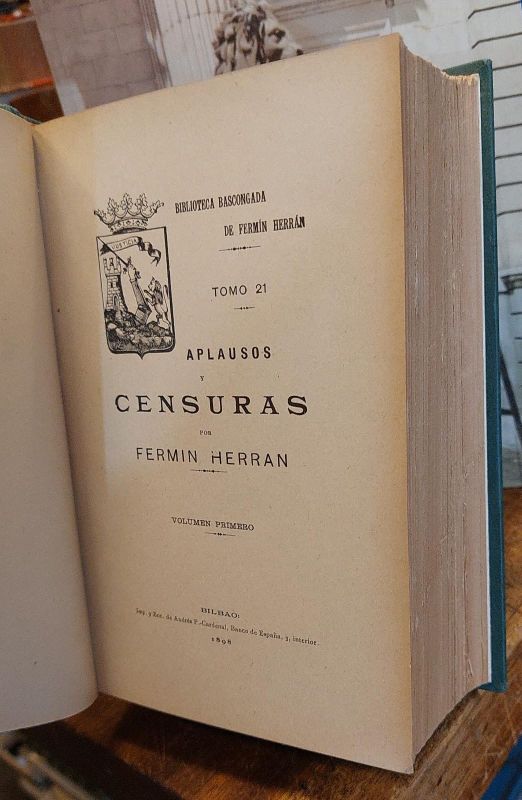 BIBLIOTECA BASCONGADA
DE FERMÍN HERRÁN
JUSTICIA
TOMO 21
APLAUSOS
Y
CENSURAS
POR
FERMIN HERRAN
VOLUMEN PRIMERO
BILBAO:
Imp. y Enc. de Andrés P.-Cardenal, Banco de España, 3, interior.
1898